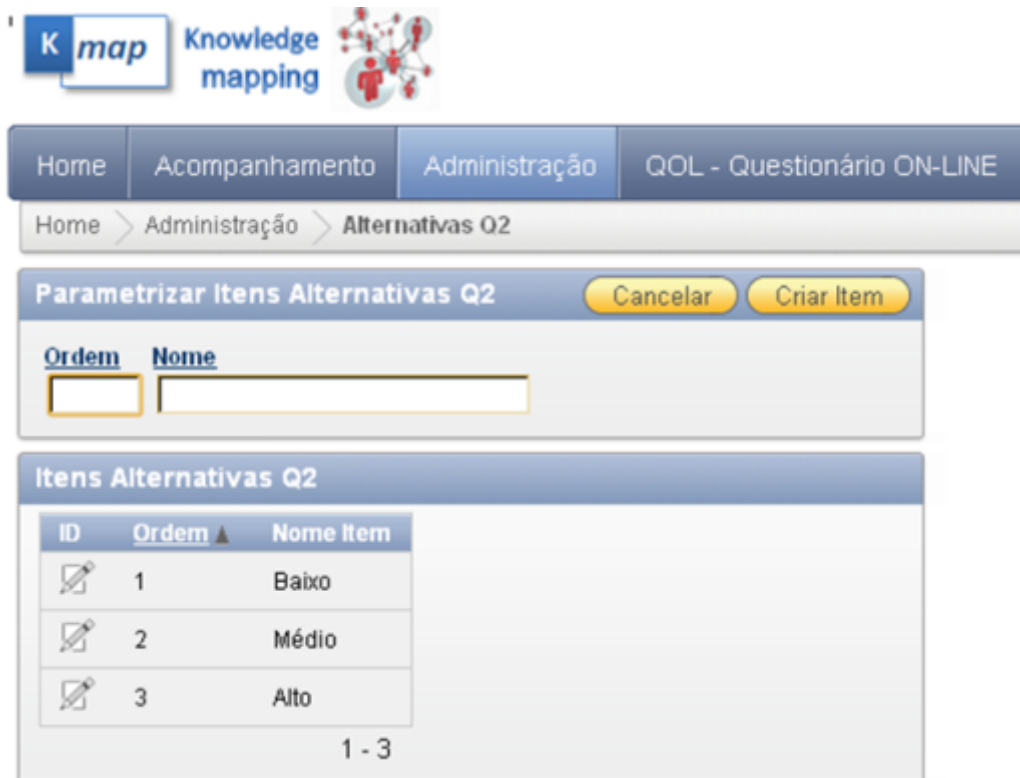 K map Knowledge
mapping
Home Acompanhamento Administração QOL - Questionário ON-LINE
Home Administração Alternativas Q2
Parametrizar Itens Alternativas Q2 Cancelar Criar Item
Ordem Nome
Itens Alternativas Q2
ID Ordem Nome Item
1 Baixo
2 Médio
3 Alto
1 - 3